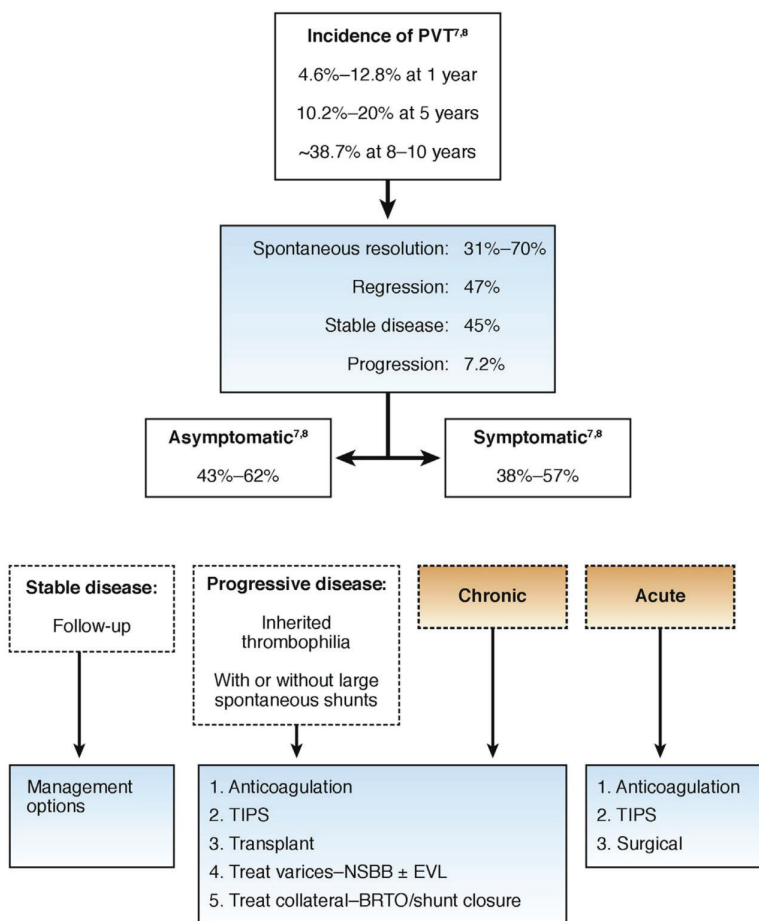 Incidence of PVT7,8
4.6%–12.8% at 1 year
10.2%–20% at 5 years
~38.7% at 8–10 years
Spontaneous resolution: 31%–70%
Regression: 47%
Stable disease: 45%
Progression: 7.2%
Asymptomatic7,8
43%–62%
Symptomatic7,8
38%–57%
Stable disease:
Follow-up
Progressive disease:
Inherited
thrombophilia
With or without large
spontaneous shunts
Chronic
Acute
Management
options
1. Anticoagulation
2. TIPS
3. Transplant
4. Treat varices–NSBB ± EVL
5. Treat collateral–BRTO/shunt closure
1. Anticoagulation
2. TIPS
3. Surgical